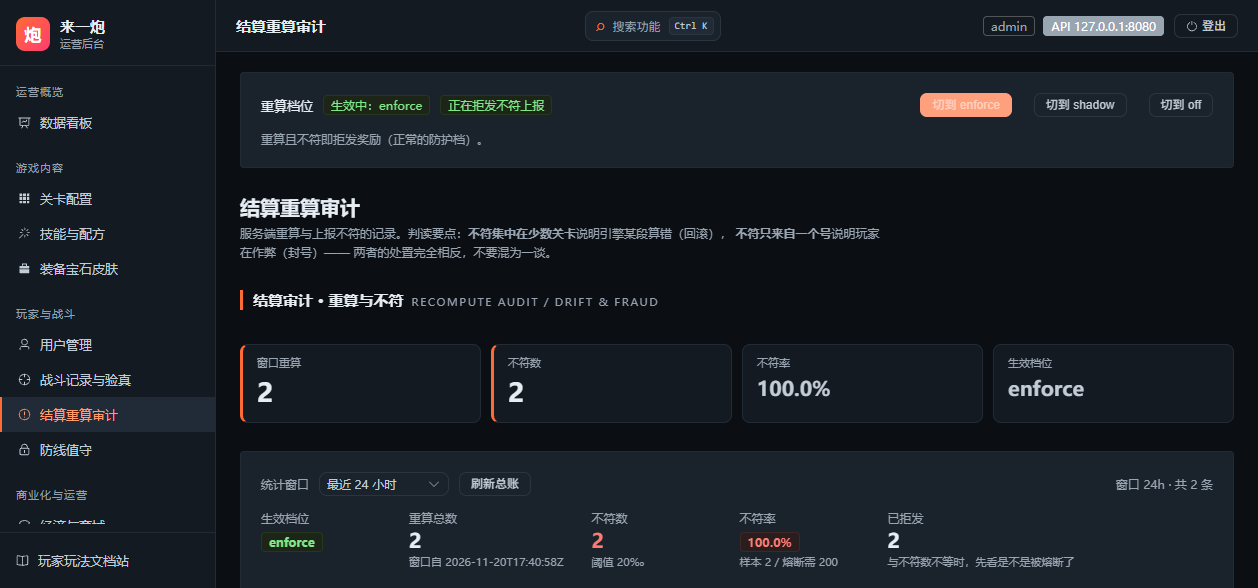 炮
来一炮
运营后台
结算重算审计
搜索功能 Ctrl K
admin
API 127.0.0.1:8080
登出
运营概览
数据看板
游戏内容
关卡配置
技能与配方
装备宝石皮肤
玩家与战斗
用户管理
战斗记录与验真
结算重算审计
防线值守
商业化与运营
玩家玩法文档站
重算档位 生效中：enforce 正在拒发不符上报
切到 enforce 切到 shadow 切到 off
重算且不符即拒发奖励（正常的防护档）。
结算重算审计
服务端重算与上报不符的记录。判读要点：不符集中在少数关卡说明引擎某段算错（回滚），不符只来自一个号说明玩家
在作弊（封号）—— 两者的处置完全相反，不要混为一谈。
结算审计 • 重算与不符 RECOMPUTE AUDIT / DRIFT & FRAUD
窗口重算
2
不符数
2
不符率
100.0%
生效档位
enforce
统计窗口 最近 24 小时 刷新总账 窗口 24h · 共 2 条
生效档位
enforce
重算总数
2
窗口自 2026-11-20T17:40:58Z
不符数
2
阈值 20‰
不符率
100.0%
样本 2 / 熔断需 200
已拒发
2
与不符数不等时，先看是不是被熔断了